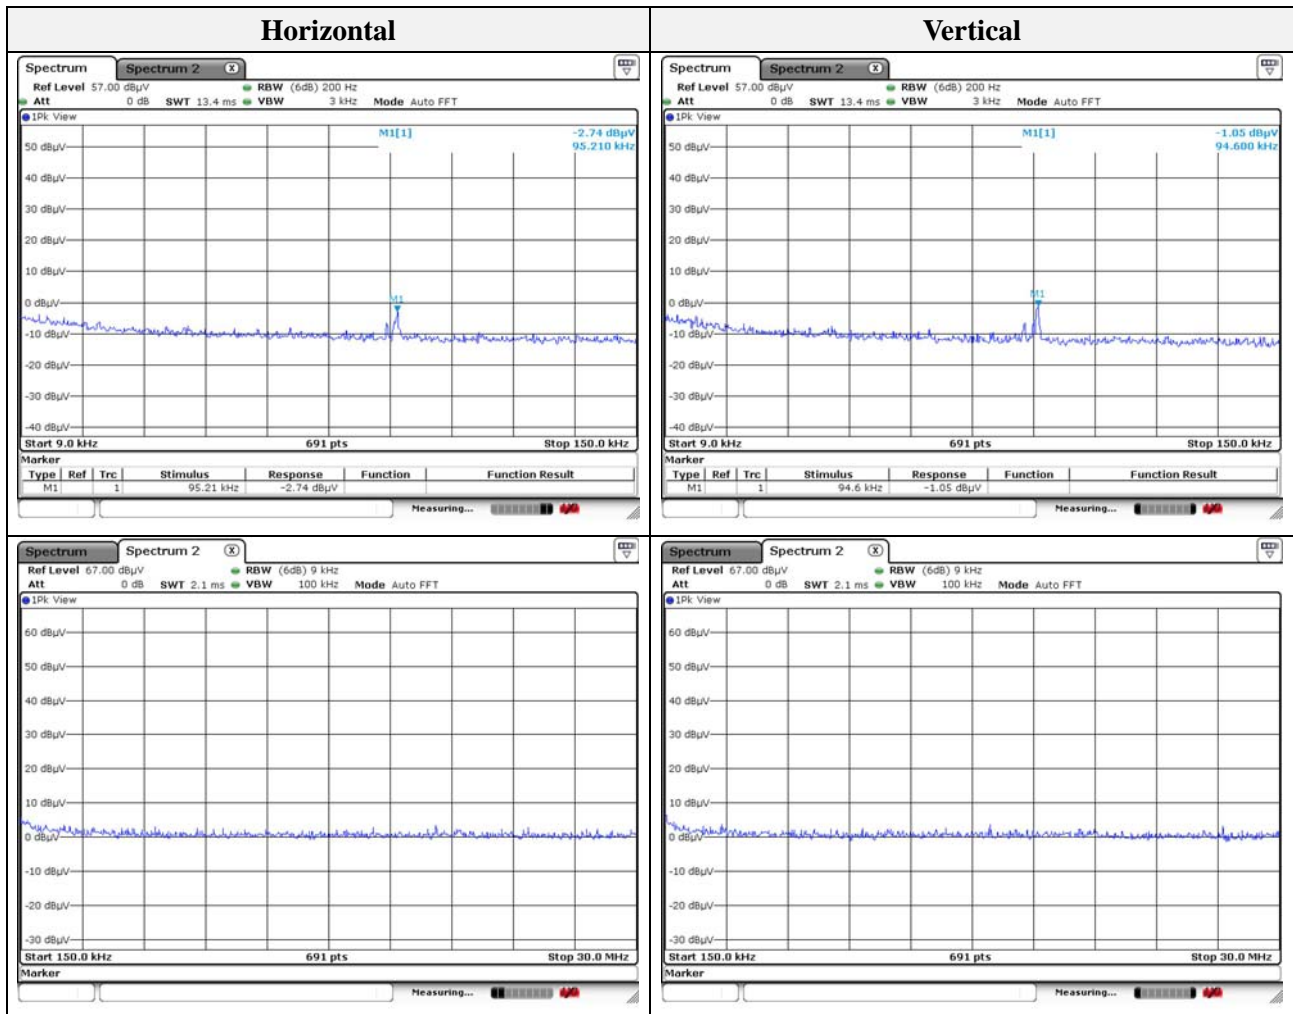 Horizontal
Vertical
Spectrum
Spectrum 2
X
Ref Level 57.00 dBµV
RBW (6dB) 200 Hz
Att 0 dB SWT 13.4 ms VBW 3 kHz Mode Auto FFT
1Pk View
M1[1] -2.74 dBµV
95.210 kHz
50 dBµV
40 dBµV
30 dBµV
20 dBµV
10 dBµV
0 dBµV
M1
-10 dBµV
-20 dBµV
-30 dBµV
-40 dBµV
Start 9.0 kHz 691 pts Stop 150.0 kHz
Marker
Type Ref Trc Stimulus Response Function Function Result
M1 1 95.21 kHz -2.74 dBµV
Measuring...
Spectrum
Spectrum 2
X
Ref Level 57.00 dBµV
RBW (6dB) 200 Hz
Att 0 dB SWT 13.4 ms VBW 3 kHz Mode Auto FFT
1Pk View
M1[1] -1.05 dBµV
94.600 kHz
50 dBµV
40 dBµV
30 dBµV
20 dBµV
10 dBµV
0 dBµV
M1
-10 dBµV
-20 dBµV
-30 dBµV
-40 dBµV
Start 9.0 kHz 691 pts Stop 150.0 kHz
Marker
Type Ref Trc Stimulus Response Function Function Result
M1 1 94.6 kHz -1.05 dBµV
Measuring...
Spectrum
Spectrum 2
X
Ref Level 67.00 dBµV
RBW (6dB) 9 kHz
Att 0 dB SWT 2.1 ms VBW 100 kHz Mode Auto FFT
1Pk View
60 dBµV
50 dBµV
40 dBµV
30 dBµV
20 dBµV
10 dBµV
0 dBµV
-10 dBµV
-20 dBµV
-30 dBµV
Start 150.0 kHz 691 pts Stop 30.0 MHz
Marker
Measuring...
Spectrum
Spectrum 2
X
Ref Level 67.00 dBµV
RBW (6dB) 9 kHz
Att 0 dB SWT 2.1 ms VBW 100 kHz Mode Auto FFT
1Pk View
60 dBµV
50 dBµV
40 dBµV
30 dBµV
20 dBµV
10 dBµV
0 dBµV
-10 dBµV
-20 dBµV
-30 dBµV
Start 150.0 kHz 691 pts Stop 30.0 MHz
Marker
Measuring...